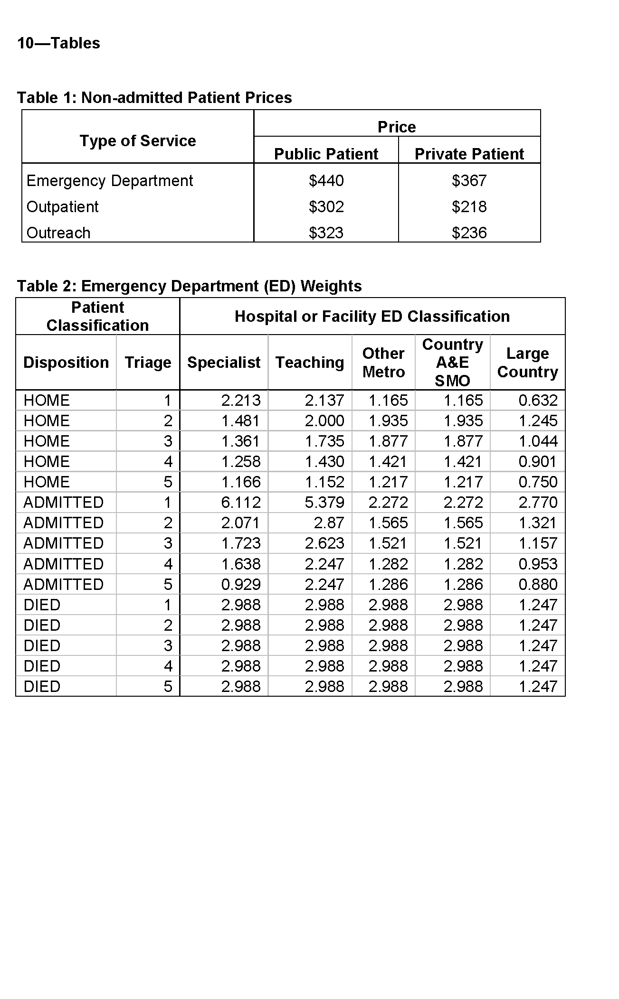 10—Tables
Table 1: Non-admitted Patient Prices
Type of Service Price
Public Patient Private Patient
Emergency Department $440 $367
Outpatient $302 $218
Outreach $323 $236
Table 2: Emergency Department (ED) Weights
Patient Classification Hospital or Facility ED Classification
Disposition Triage Specialist Teaching Other Metro Country A&E SMO Large Country
HOME 1 2.213 2.137 1.165 1.165 0.632
HOME 2 1.481 2.000 1.935 1.935 1.245
HOME 3 1.361 1.735 1.877 1.877 1.044
HOME 4 1.258 1.430 1.421 1.421 0.901
HOME 5 1.166 1.152 1.217 1.217 0.750
ADMITTED 1 6.112 5.379 2.272 2.272 2.770
ADMITTED 2 2.071 2.87 1.565 1.565 1.321
ADMITTED 3 1.723 2.623 1.521 1.521 1.157
ADMITTED 4 1.638 2.247 1.282 1.282 0.953
ADMITTED 5 0.929 2.247 1.286 1.286 0.880
DIED 1 2.988 2.988 2.988 2.988 1.247
DIED 2 2.988 2.988 2.988 2.988 1.247
DIED 3 2.988 2.988 2.988 2.988 1.247
DIED 4 2.988 2.988 2.988 2.988 1.247
DIED 5 2.988 2.988 2.988 2.988 1.247